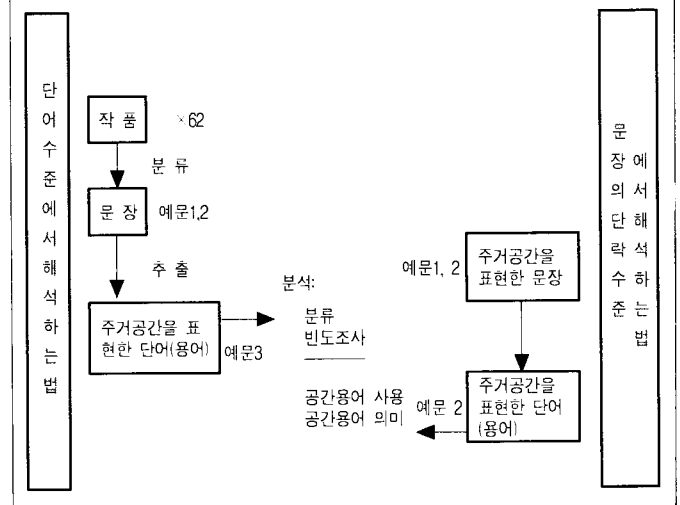 단어수준에서해석하는법
작 품 ×62
분 류
문 장 예문1,2
추 출
주거공간을 표
현한 단어(용어) 예문3
분석:
분류
빈도조사
공간용어 사용
공간용어 의미
예문1, 2
주거공간을
표현한 문장
예문 2
주거공간을
표현한 단어
(용어)
문장의단락수준
에서해석하는법